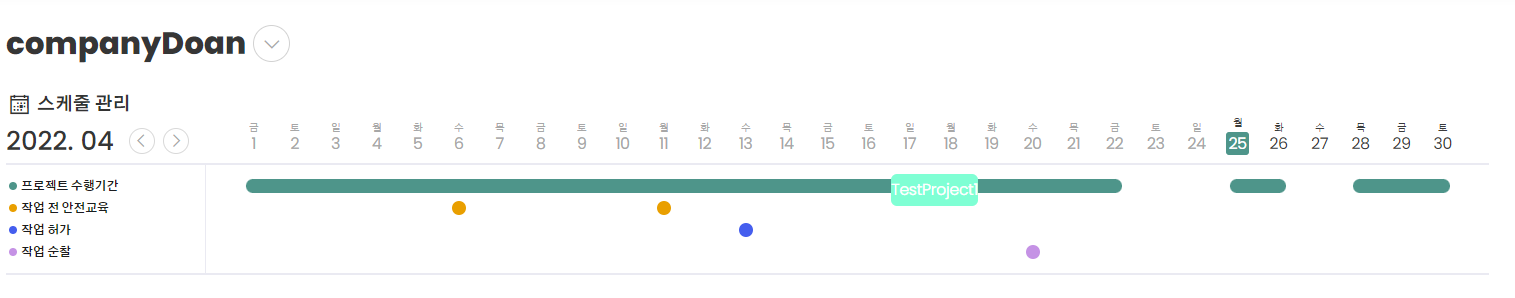 companyDoan
스케줄 관리
2022. 04
금 토 일 월 화 수 목 금 토 일 월 화 수 목 금 토 일 월 화 수 목 금 토 일 월 화 수 목 금 토
1 2 3 4 5 6 7 8 9 10 11 12 13 14 15 16 17 18 19 20 21 22 23 24 25 26 27 28 29 30
프로젝트 수행기간
TestProject1
작업 전 안전교육
작업 허가
작업 순찰